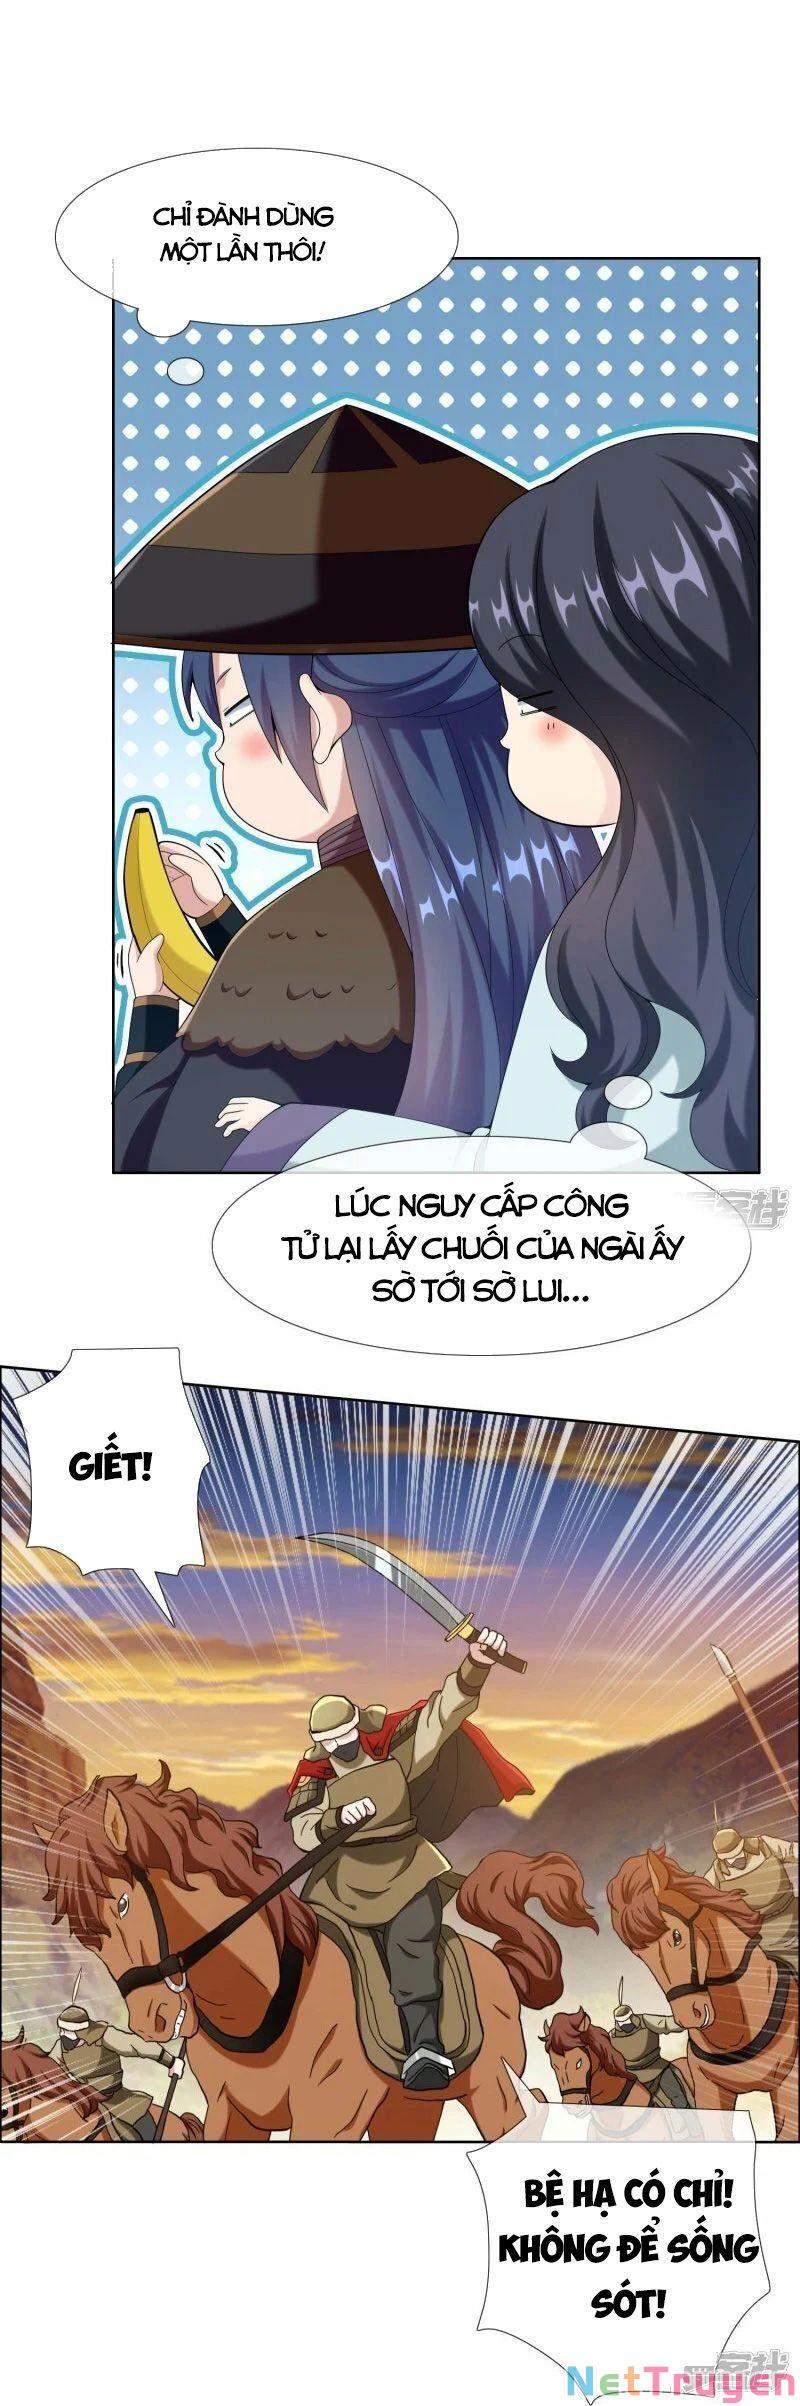 CHỈ ĐÀNH DÙNG
MỘT LẦN THÔI!
LÚC NGUY CẤP CÔNG
TỬ LẠI LẤY CHUỐI CỦA NGÀI ẤY
SỜ TỚI SỜ LUI...
GIẾT!
BỆ HẠ CÓ CHỈ!
KHÔNG ĐỂ SỐNG
SÓT!
NetTruyen